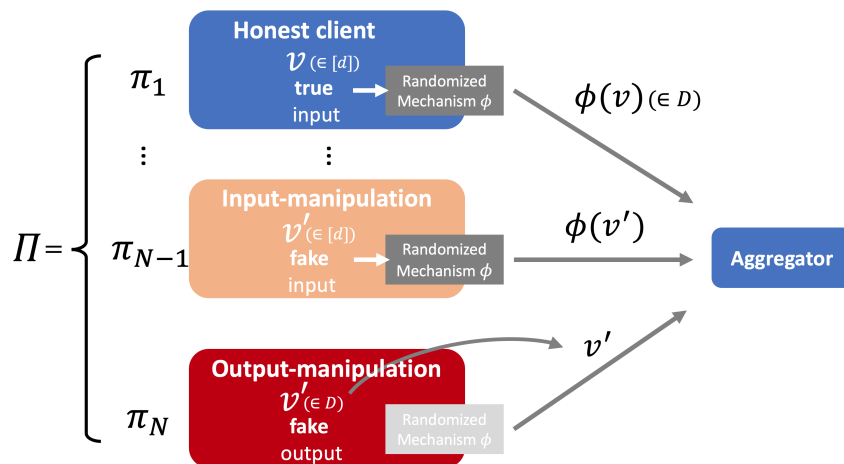 Π =
π₁
⋮
π_{N−1}
π_N
Honest client
v (∈ [d])
true
input
Randomized
Mechanism ϕ
ϕ(v) (∈ D)
⋮
Input-manipulation
v′ (∈ [d])
fake
input
Randomized
Mechanism ϕ
ϕ(v′)
Output-manipulation
v′ (∈ D)
fake
output
Randomized
Mechanism ϕ
v′
Aggregator